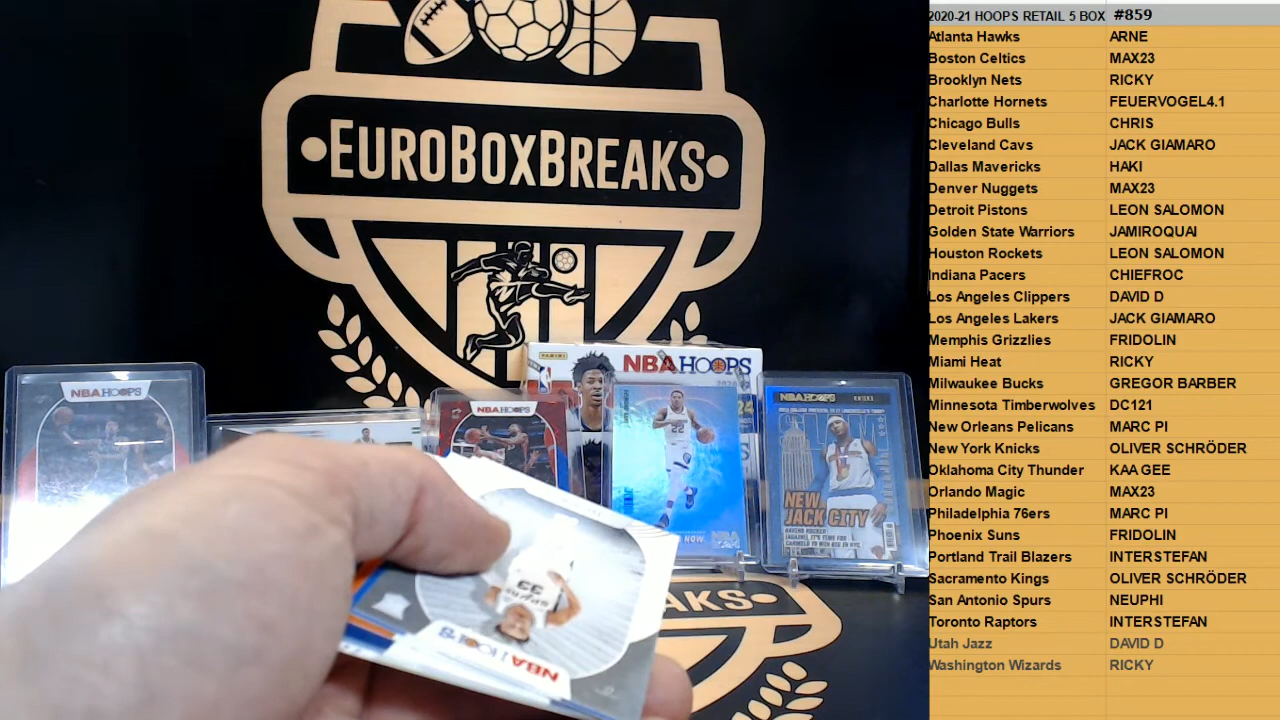 2020-21 HOOPS RETAIL 5 BOX #859
Atlanta Hawks ARNE
Boston Celtics MAX23
Brooklyn Nets RICKY
Charlotte Hornets FEUERVOGEL4.1
Chicago Bulls CHRIS
Cleveland Cavs JACK GIAMARO
Dallas Mavericks HAKI
Denver Nuggets MAX23
Detroit Pistons LEON SALOMON
Golden State Warriors JAMIROQUAI
Houston Rockets LEON SALOMON
Indiana Pacers CHIEFROC
Los Angeles Clippers DAVID D
Los Angeles Lakers JACK GIAMARO
Memphis Grizzlies FRIDOLIN
Miami Heat RICKY
Milwaukee Bucks GREGOR BARBER
Minnesota Timberwolves DC121
New Orleans Pelicans MARC PI
New York Knicks OLIVER SCHRÖDER
Oklahoma City Thunder KAA GEE
Orlando Magic MAX23
Philadelphia 76ers MARC PI
Phoenix Suns FRIDOLIN
Portland Trail Blazers INTERSTEFAN
Sacramento Kings OLIVER SCHRÖDER
San Antonio Spurs NEUPHI
Toronto Raptors INTERSTEFAN
Utah Jazz DAVID D
Washington Wizards RICKY
EUROBOXBREAKS
PANINI
NBA HOOPS
NBA HOOPS
NBA HOOPS
22
NOW
HOOPS
NEW
JACK CITY
AKS
SPURS
33
NBA HOOPS